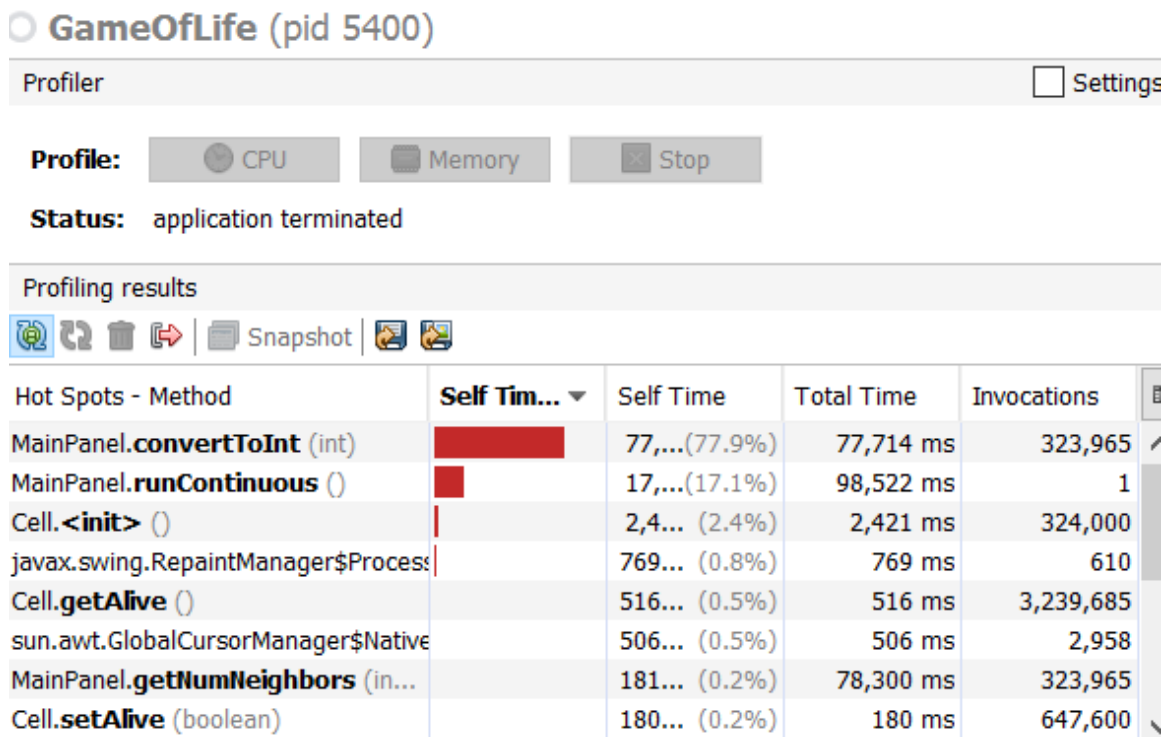 GameOfLife (pid 5400)
Profiler Settings
Profile: CPU Memory Stop
Status: application terminated
Profiling results
Snapshot
Hot Spots - Method Self Tim... Self Time Total Time Invocations
MainPanel.convertToInt (int) 77,...(77.9%) 77,714 ms 323,965
MainPanel.runContinuous () 17,...(17.1%) 98,522 ms 1
Cell.<init> () 2,4... (2.4%) 2,421 ms 324,000
javax.swing.RepaintManager$Process 769... (0.8%) 769 ms 610
Cell.getAlive () 516... (0.5%) 516 ms 3,239,685
sun.awt.GlobalCursorManager$Native 506... (0.5%) 506 ms 2,958
MainPanel.getNumNeighbors (in... 181... (0.2%) 78,300 ms 323,965
Cell.setAlive (boolean) 180... (0.2%) 180 ms 647,600